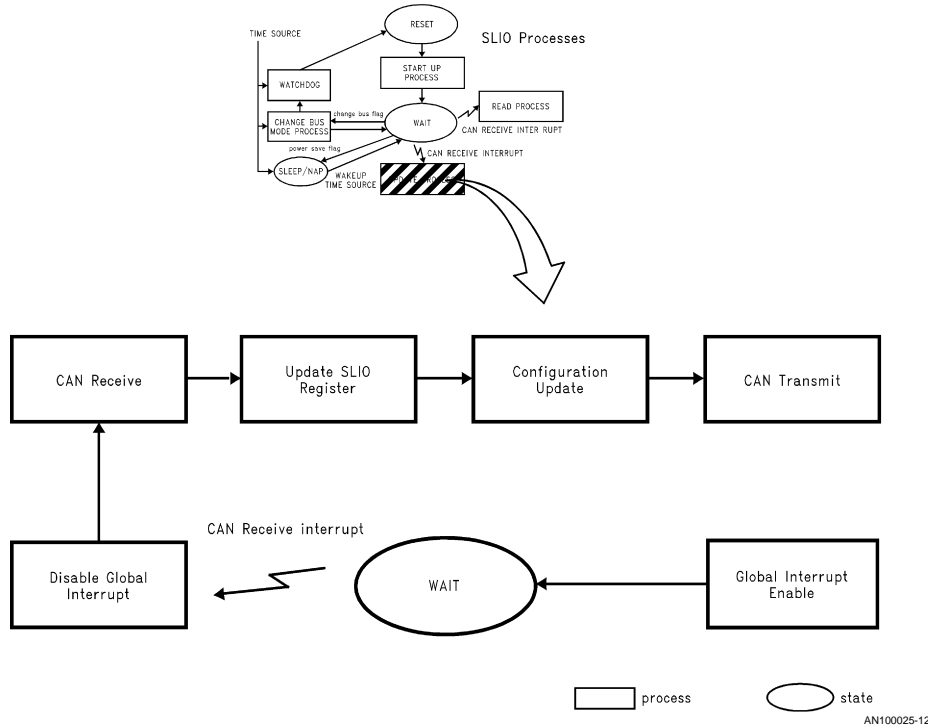 RESET
TIME SOURCE
SLIO Processes
START UP
PROCESS
WATCHDOG
READ PROCESS
change bus flag
CHANGE BUS
MODE PROCESS
WAIT
CAN RECEIVE INTER RUPT
power save flag
CAN RECEIVE INTERRUPT
SLEEP/NAP
WAKEUP
TIME SOURCE
PROCESS
CAN Receive
Update SLIO
Register
Configuration
Update
CAN Transmit
CAN Receive interrupt
Disable Global
Interrupt
WAIT
Global Interrupt
Enable
process
state
AN100025-12